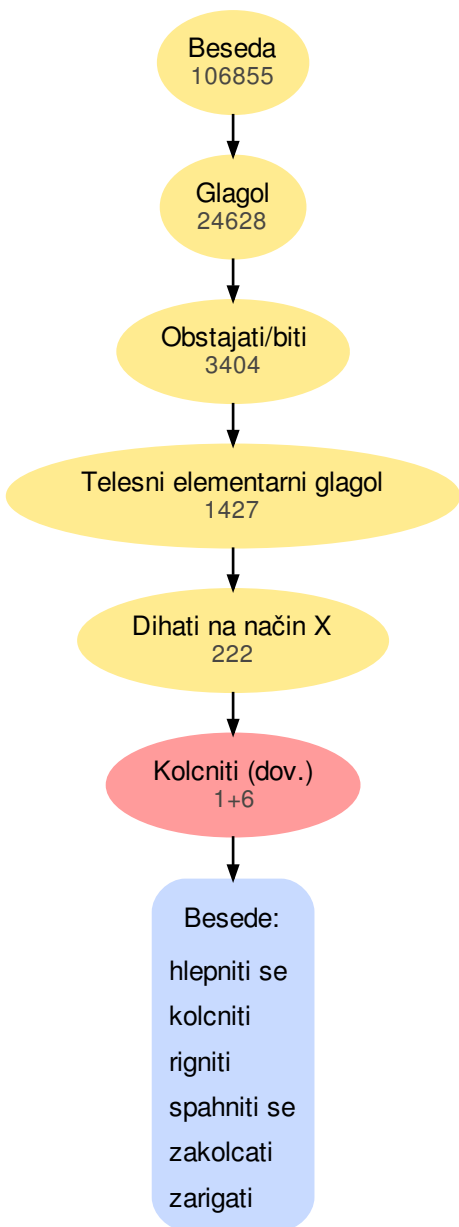 Beseda
106855
Glagol
24628
Obstajati/biti
3404
Telesni elementarni glagol
1427
Dihati na način X
222
Kolcniti (dov.)
1+6
Besede:
hlepniti se
kolcniti
rigniti
spahniti se
zakolcati
zarigati